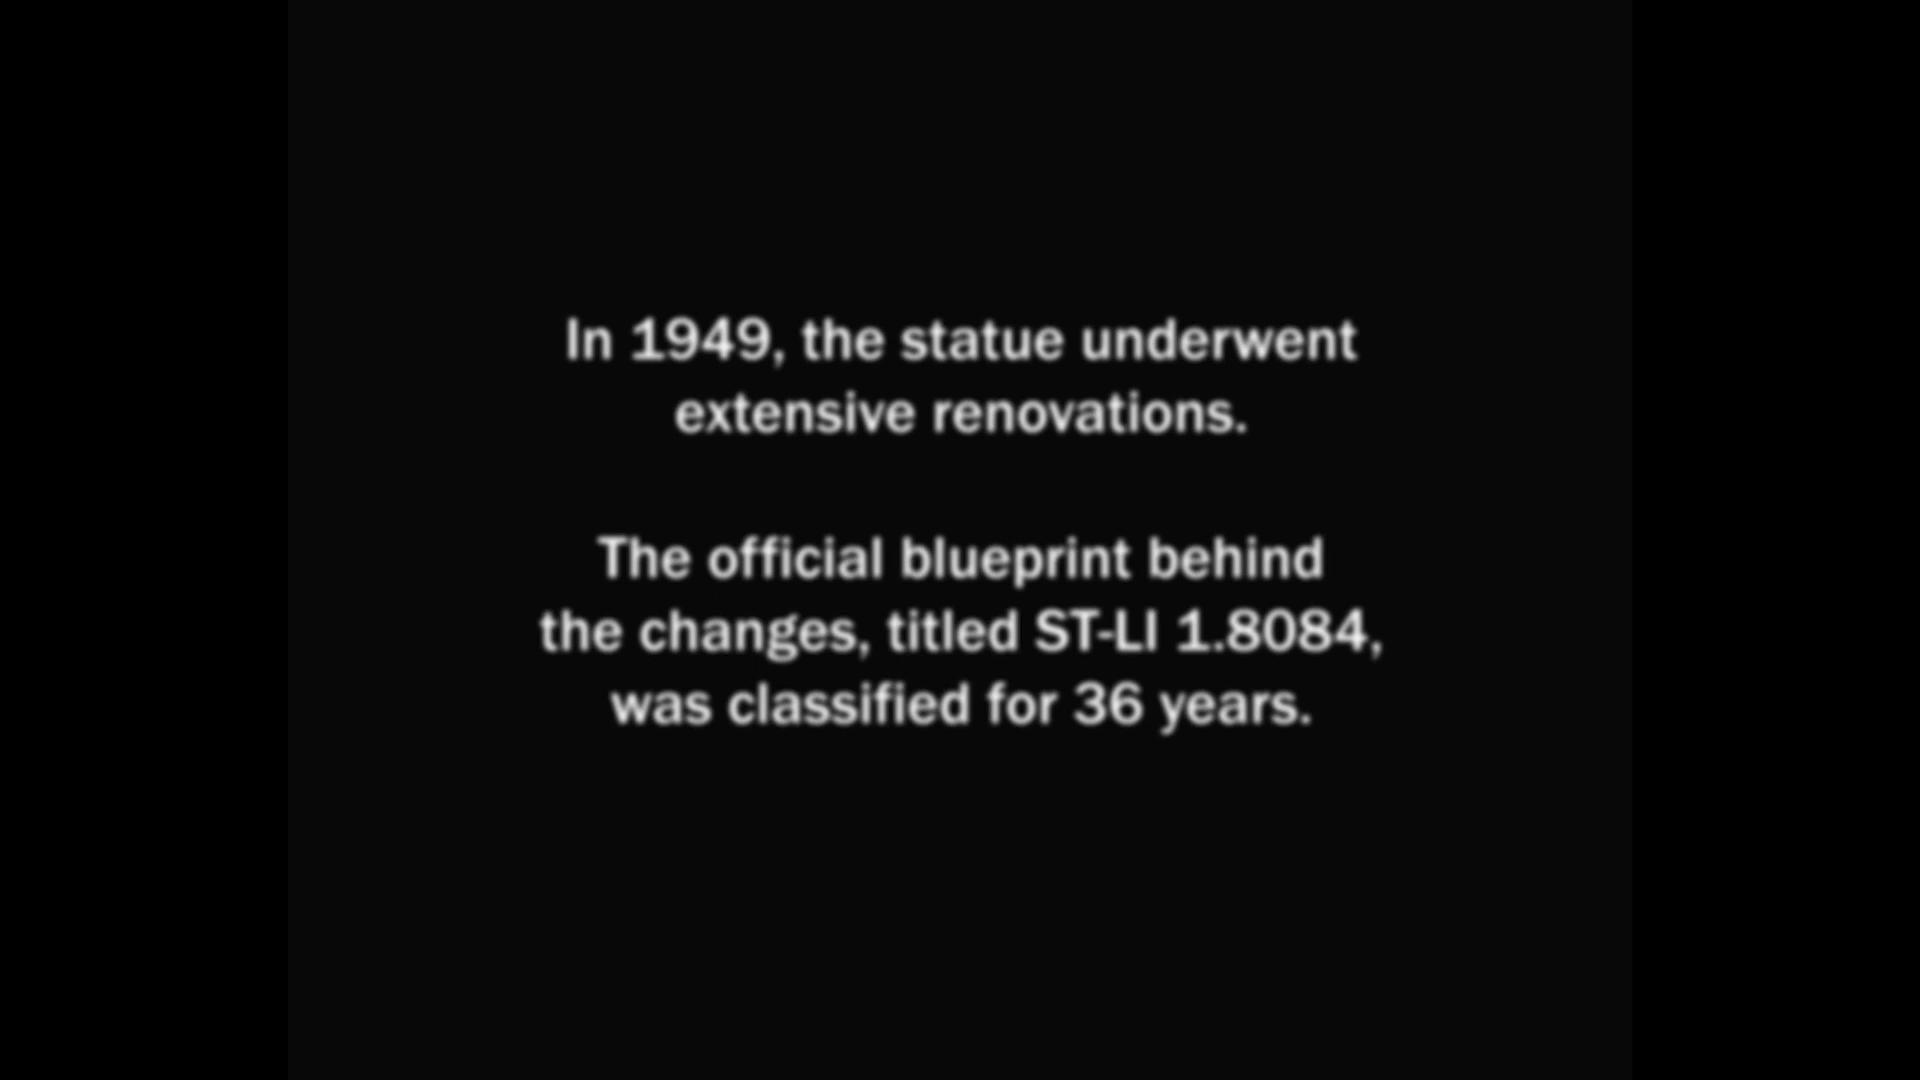 In 1949, the statue underwent
extensive renovations.
The official blueprint behind
the changes, titled ST-LI 1.8084,
was classified for 36 years.